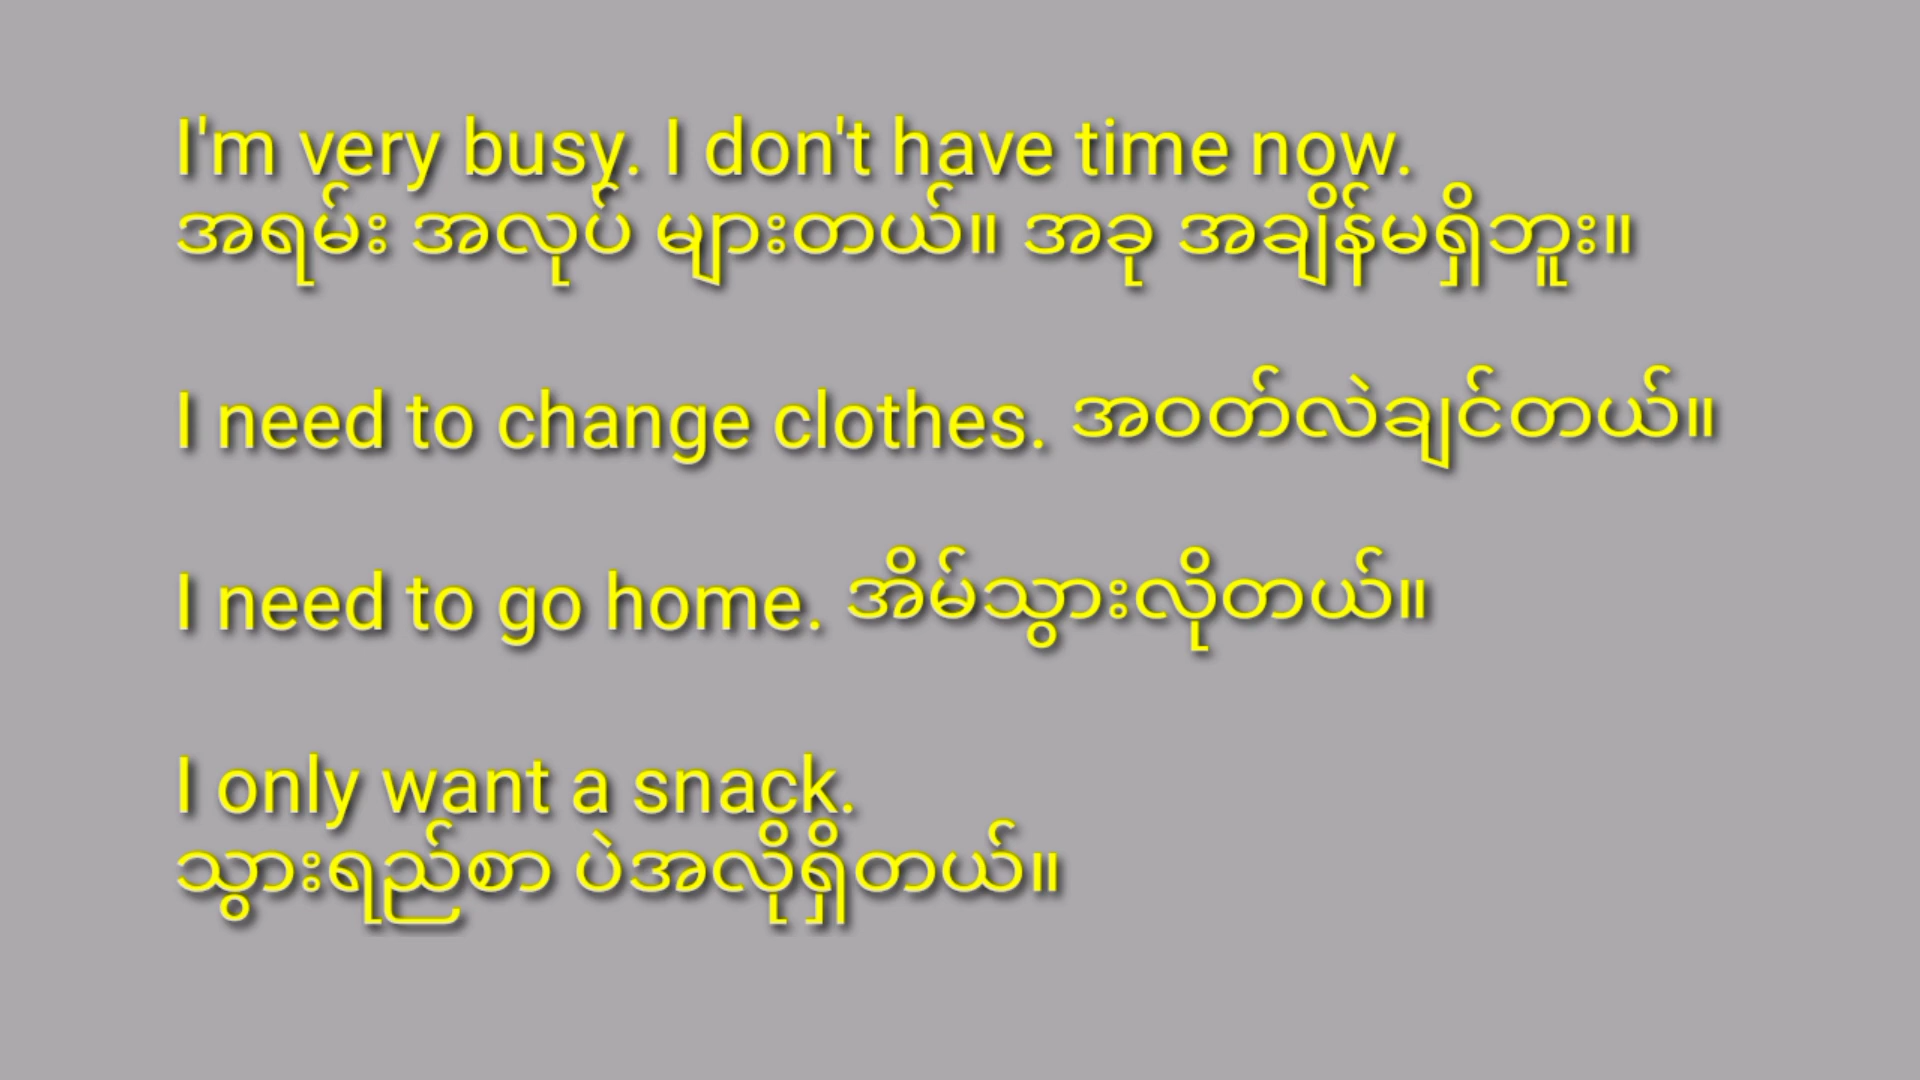 I'm very busy. I don't have time now.
အရမ်း အလုပ် များတယ်။ အခု အချိန်မရှိဘူး။
I need to change clothes. အဝတ်လဲချင်တယ်။
I need to go home. အိမ်သွားလိုတယ်။
I only want a snack.
သွားရည်စာ ပဲအလိုရှိတယ်။